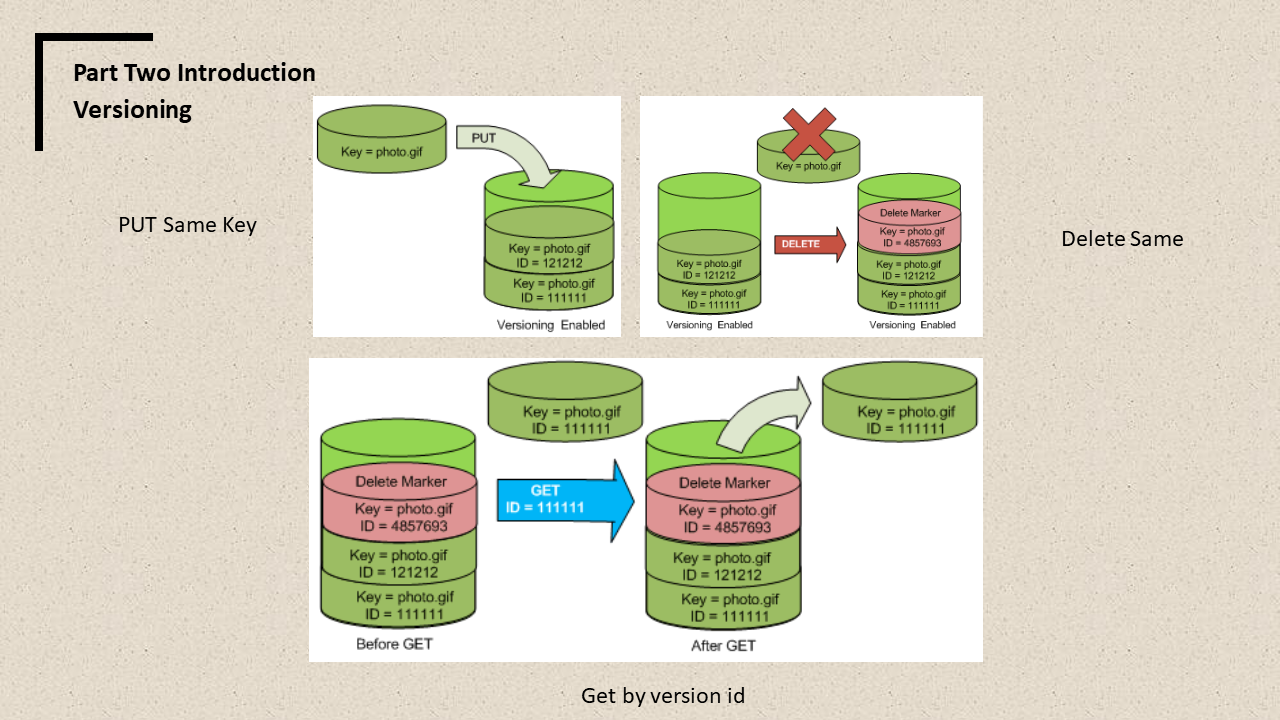 Part Two Introduction
Versioning
PUT Same Key
Key = photo.gif
PUT
Key = photo.gif
ID = 121212
Key = photo.gif
ID = 111111
Versioning Enabled
Key = photo.gif
Key = photo.gif
ID = 121212
Key = photo.gif
ID = 111111
Versioning Enabled
DELETE
Delete Marker
Key = photo.gif
ID = 4857693
Key = photo.gif
ID = 121212
Key = photo.gif
ID = 111111
Versioning Enabled
Delete Same
Delete Marker
Key = photo.gif
ID = 4857693
Key = photo.gif
ID = 121212
Key = photo.gif
ID = 111111
Before GET
Key = photo.gif
ID = 111111
GET
ID = 111111
Delete Marker
Key = photo.gif
ID = 4857693
Key = photo.gif
ID = 121212
Key = photo.gif
ID = 111111
After GET
Key = photo.gif
ID = 111111
Get by version id